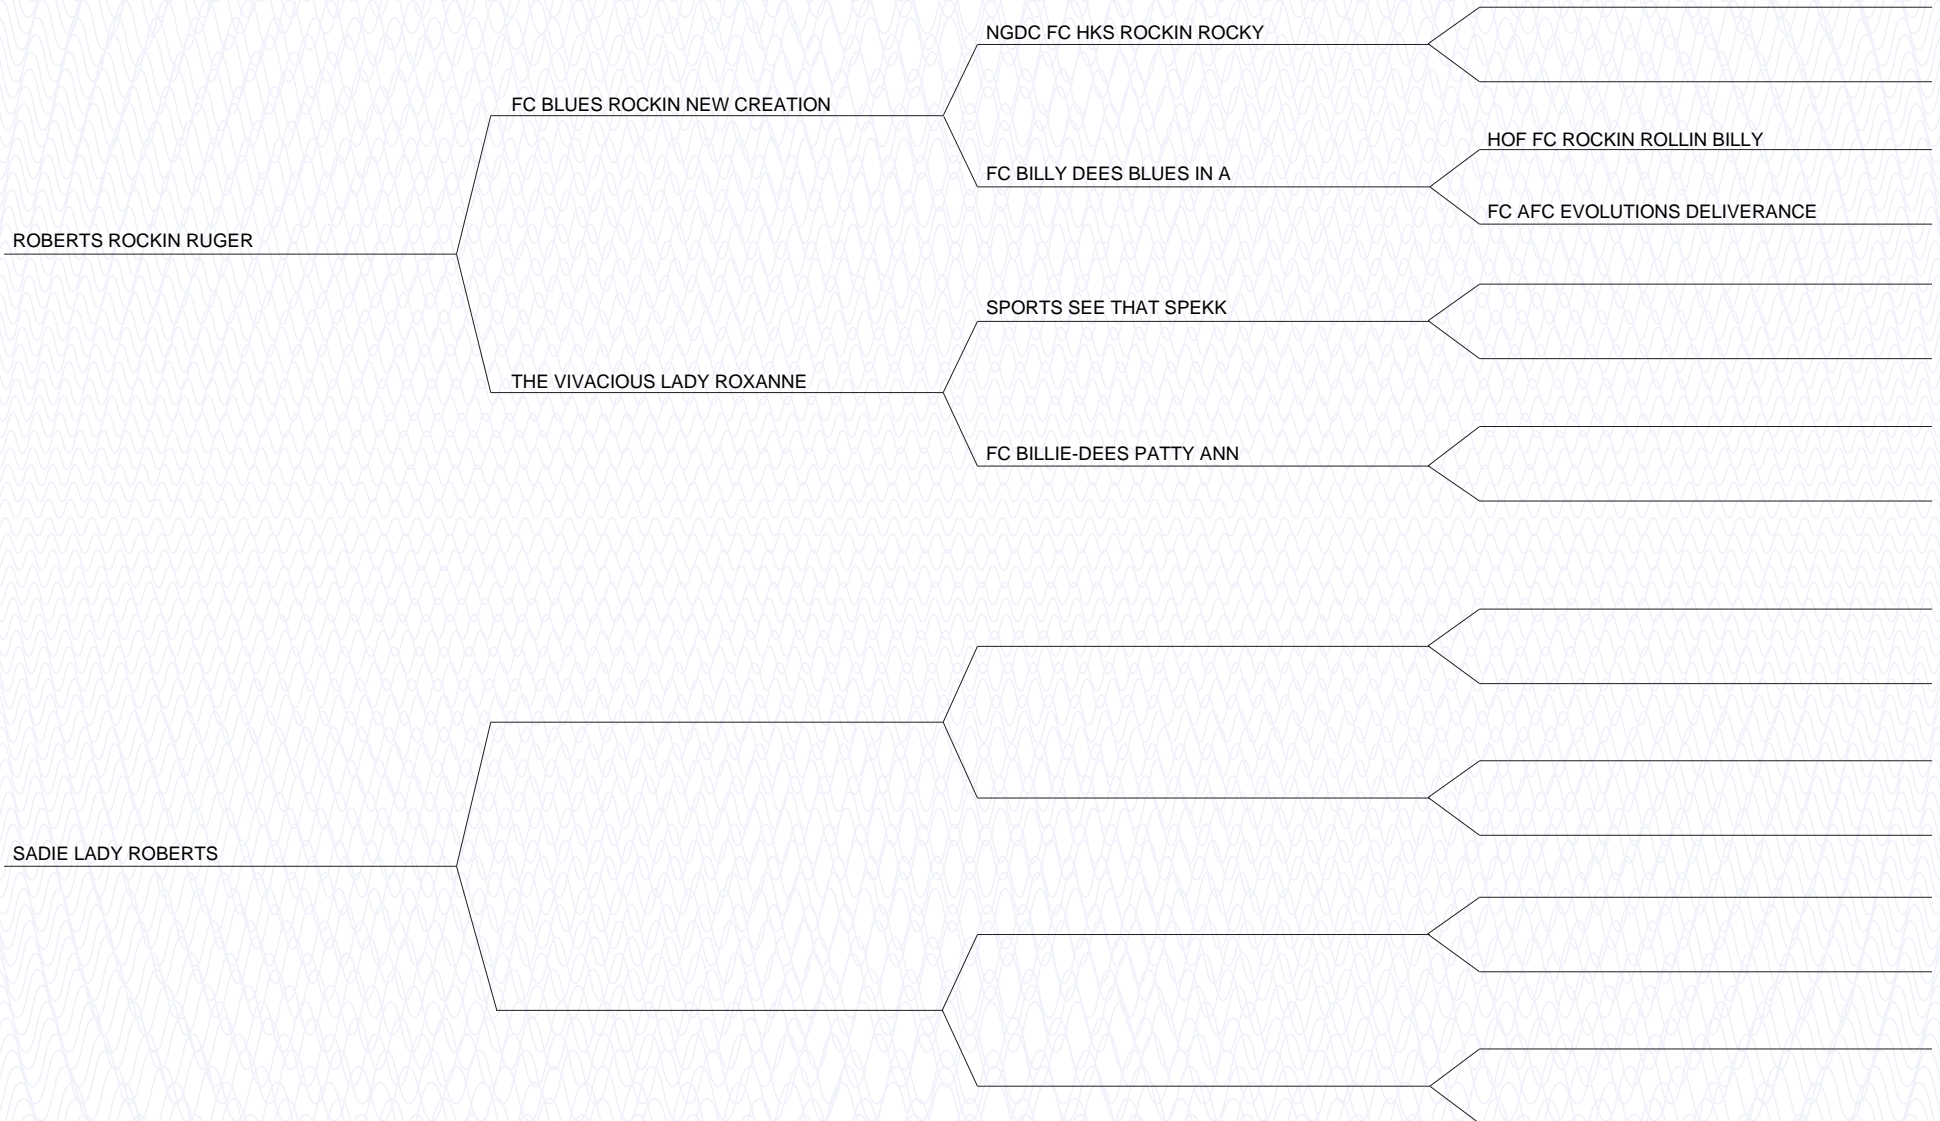 NGDC FC HKS ROCKIN ROCKY
FC BLUES ROCKIN NEW CREATION
HOF FC ROCKIN ROLLIN BILLY
FC BILLY DEES BLUES IN A
FC AFC EVOLUTIONS DELIVERANCE
ROBERTS ROCKIN RUGER
SPORTS SEE THAT SPEKK
THE VIVACIOUS LADY ROXANNE
FC BILLIE-DEES PATTY ANN
SADIE LADY ROBERTS